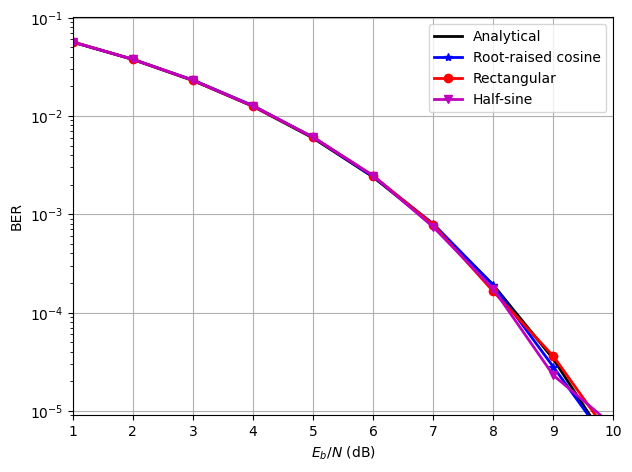 10⁻¹
10⁻²
10⁻³
10⁻⁴
10⁻⁵
BER
Analytical
Root-raised cosine
Rectangular
Half-sine
1 2 3 4 5 6 7 8 9 10
E_b/N (dB)